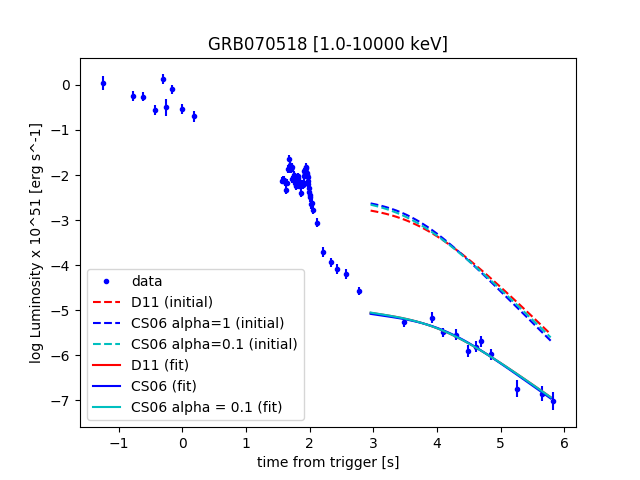 GRB070518 [1.0-10000 keV]
log Luminosity x 10^51 [erg s^-1]
0
−1
−2
−3
−4
−5
−6
−7
data
D11 (initial)
CS06 alpha=1 (initial)
CS06 alpha=0.1 (initial)
D11 (fit)
CS06 (fit)
CS06 alpha = 0.1 (fit)
−1 0 1 2 3 4 5 6
time from trigger [s]